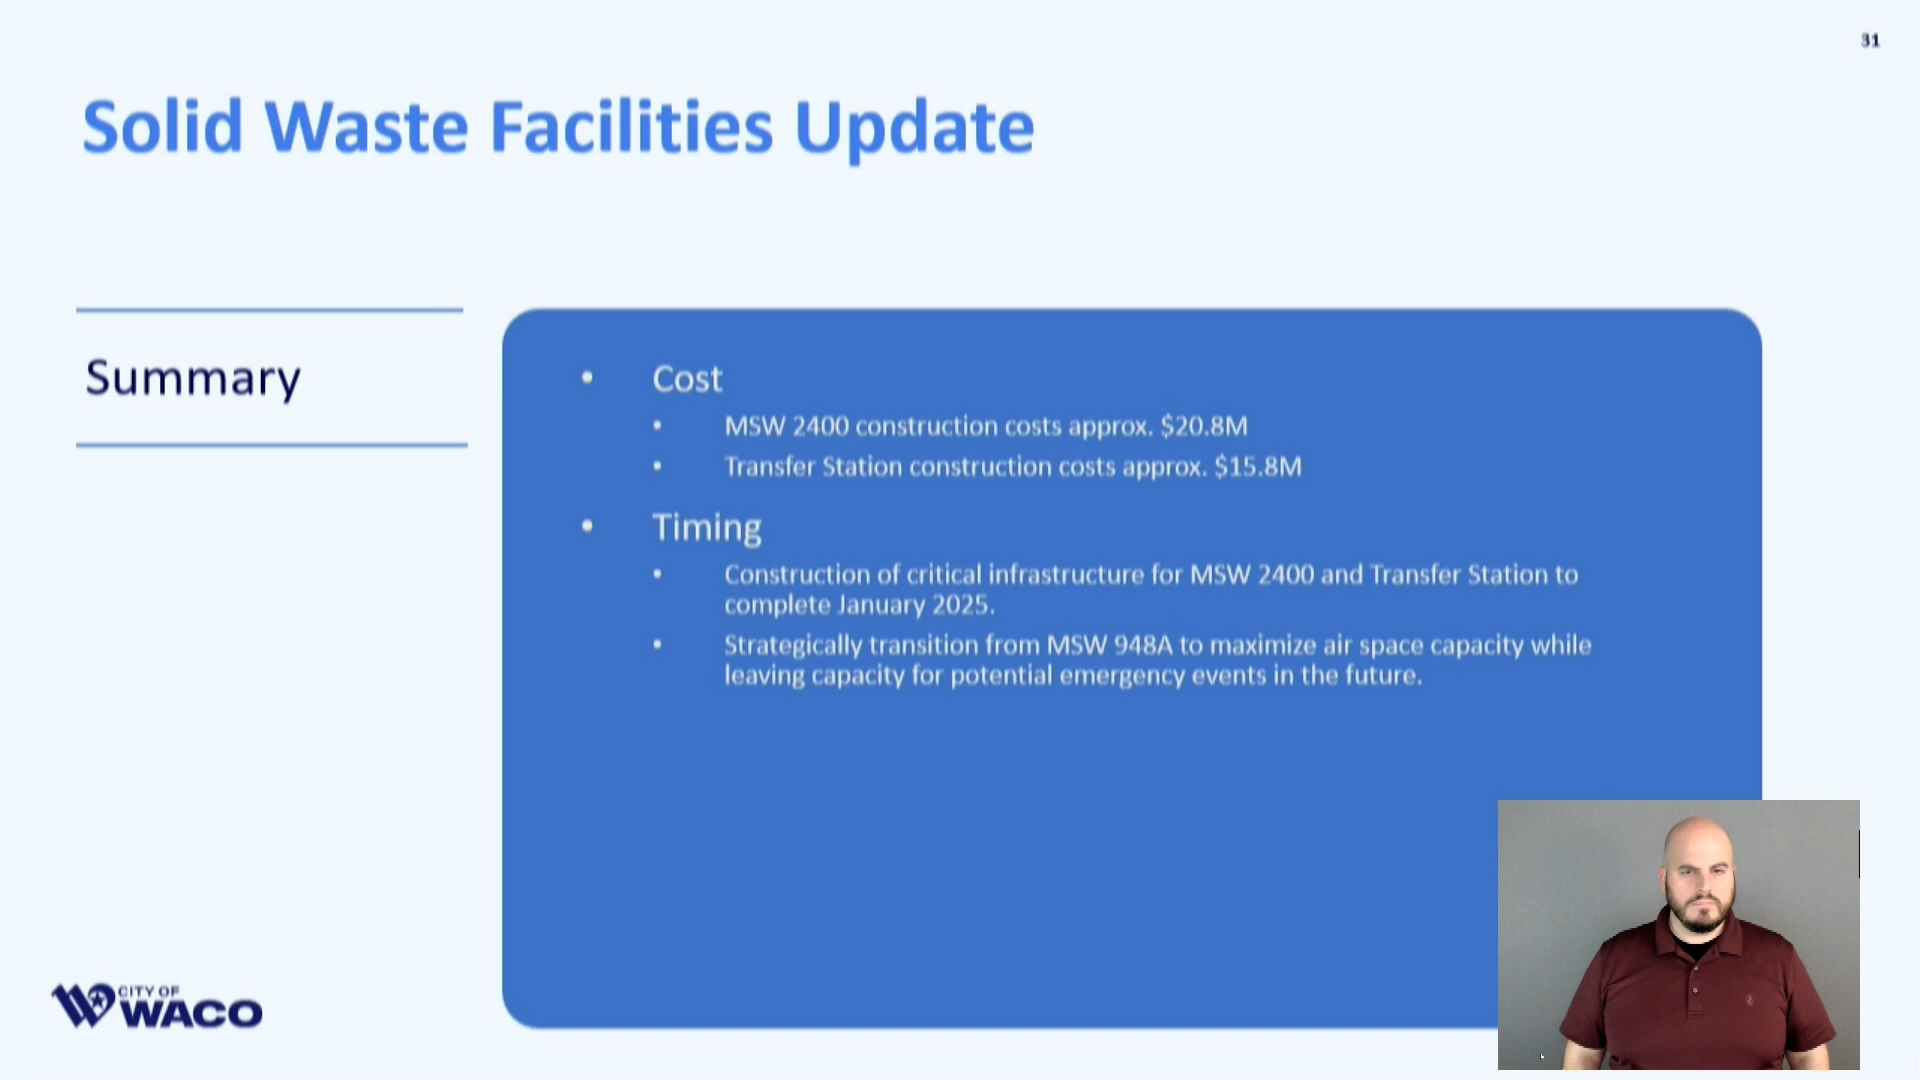 31
Solid Waste Facilities Update
Summary
• Cost
• MSW 2400 construction costs approx. $20.8M
• Transfer Station construction costs approx. $15.8M
• Timing
• Construction of critical infrastructure for MSW 2400 and Transfer Station to
complete January 2025.
• Strategically transition from MSW 948A to maximize air space capacity while
leaving capacity for potential emergency events in the future.
CITY OF
WACO